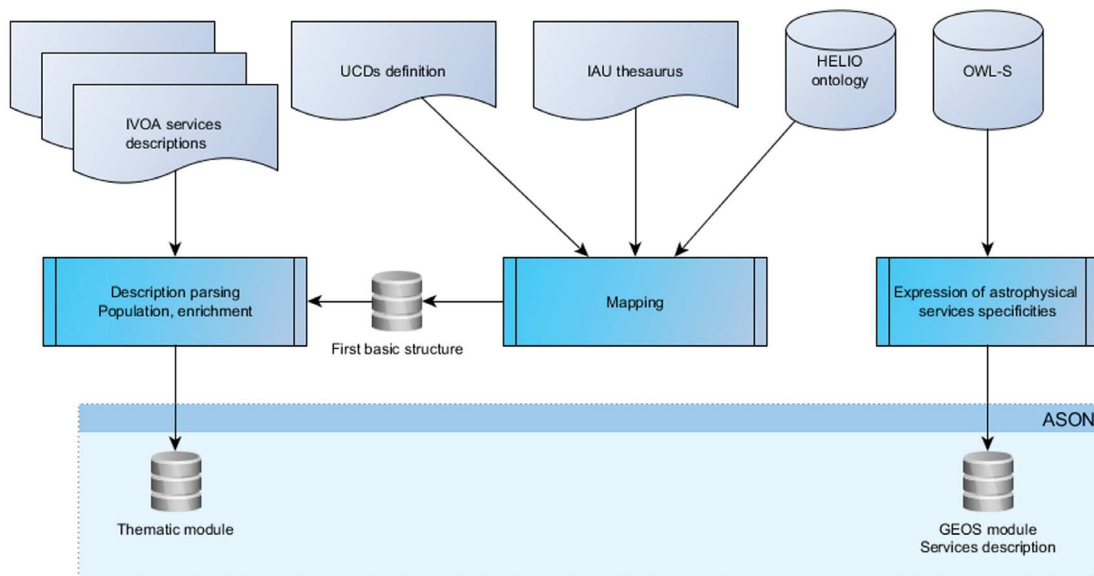 UCDs definition
IAU thesaurus
HELIO
ontology
OWL-S
IVOA services
descriptions
Description parsing
Population, enrichment
First basic structure
Mapping
Expression of astrophysical
services specificities
ASON
Thematic module
GEOS module
Services description